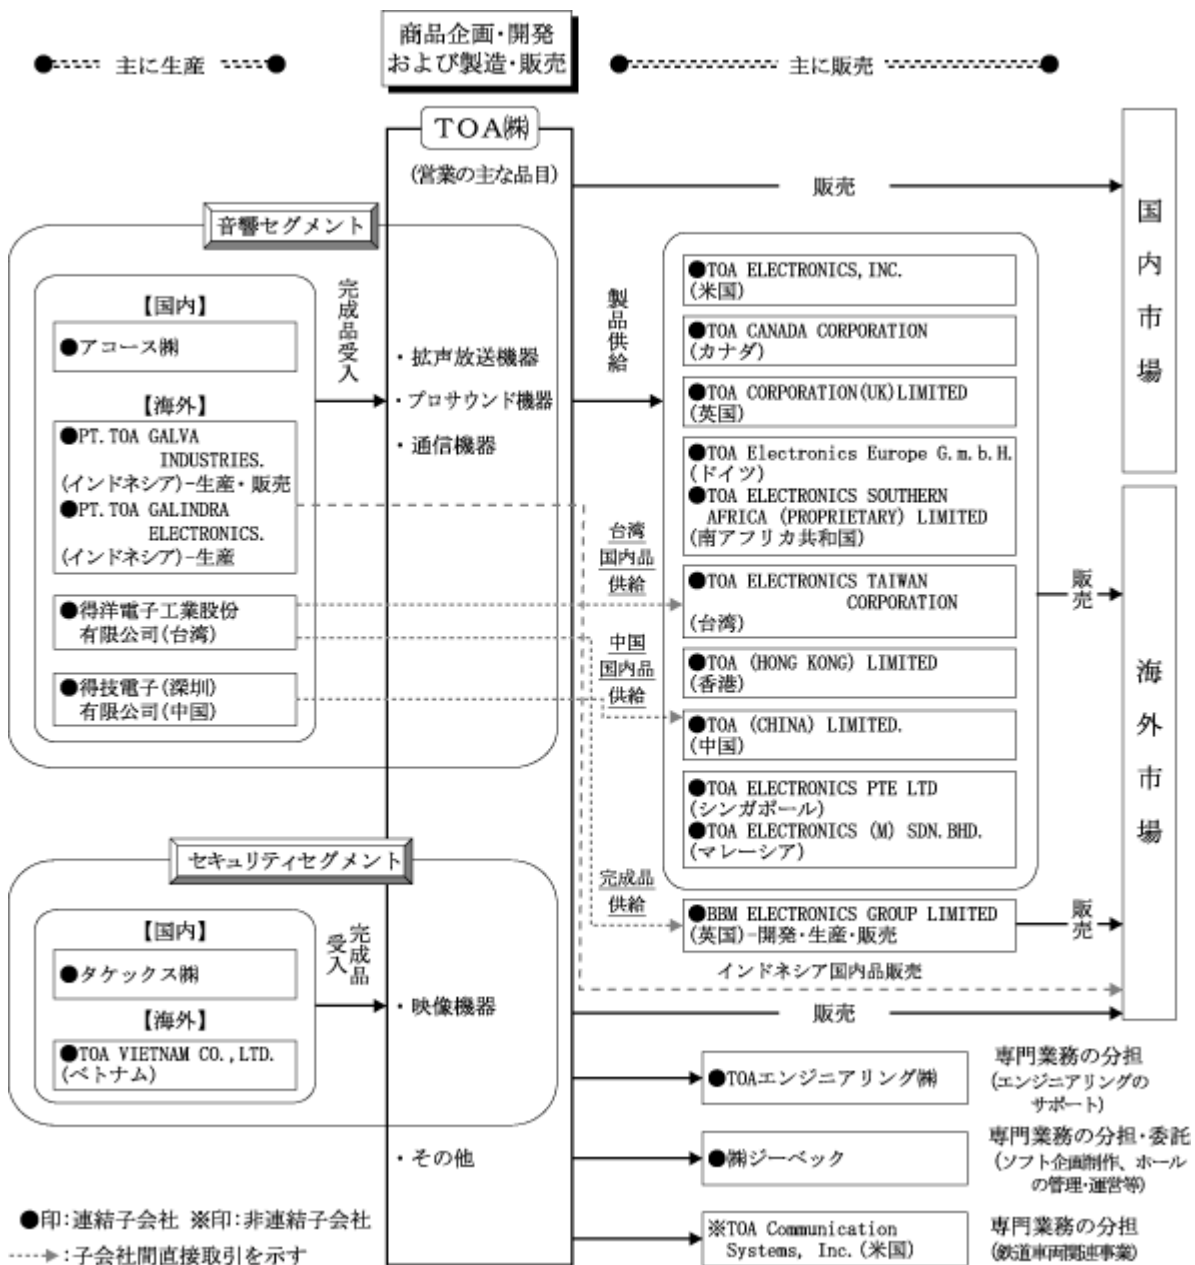 主に生産
商品企画・開発
および製造・販売
主に販売
TOA㈱
(営業の主な品目)
販売
国内市場
音響セグメント
【国内】
●アコース㈱
【海外】
●PT.TOA GALVA
INDUSTRIES.
(インドネシア)-生産・販売
●PT.TOA GALINDRA
ELECTRONICS.
(インドネシア)-生産
●得洋電子工業股份
有限公司(台湾)
●得技電子(深圳)
有限公司(中国)
完成品受入
・拡声放送機器
・プロサウンド機器
・通信機器
製品供給
●TOA ELECTRONICS,INC.
(米国)
●TOA CANADA CORPORATION
(カナダ)
●TOA CORPORATION(UK)LIMITED
(英国)
●TOA Electronics Europe G.m.b.H.
(ドイツ)
●TOA ELECTRONICS SOUTHERN
AFRICA (PROPRIETARY) LIMITED
(南アフリカ共和国)
台湾
国内品
供給
●TOA ELECTRONICS TAIWAN
CORPORATION
(台湾)
中国
国内品
供給
●TOA (HONG KONG) LIMITED
(香港)
●TOA (CHINA) LIMITED.
(中国)
●TOA ELECTRONICS PTE LTD
(シンガポール)
●TOA ELECTRONICS (M) SDN.BHD.
(マレーシア)
販売
海外市場
完成品
供給
●BBM ELECTRONICS GROUP LIMITED
(英国)-開発・生産・販売
販売
インドネシア国内品販売
販売
セキュリティセグメント
【国内】
●タケックス㈱
【海外】
●TOA VIETNAM CO.,LTD.
(ベトナム)
完成品
受入
・映像機器
●TOAエンジニアリング㈱
専門業務の分担
(エンジニアリングの
サポート)
・その他
●㈱ジーベック
専門業務の分担・委託
(ソフト企画制作、ホール
の管理・運営等)
※TOA Communication
Systems, Inc.(米国)
専門業務の分担
(鉄道車両関連事業)
●印:連結子会社 ※印:非連結子会社
:子会社間直接取引を示す